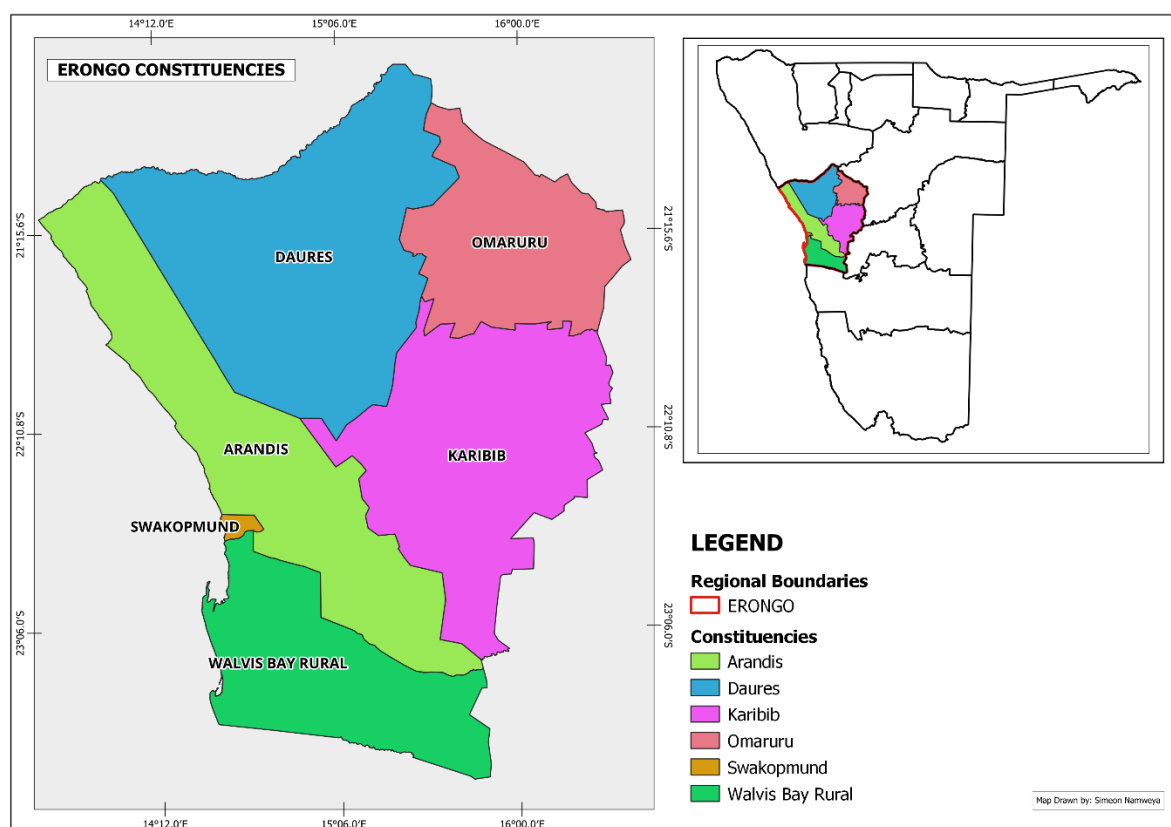 14°12.0'E 15°06.0'E 16°00.0'E
ERONGO CONSTITUENCIES
21°15.6'S
22°10.8'S
23°06.0'S
DAURES
OMARURU
ARANDIS
KARIBIB
SWAKOPMUND
WALVIS BAY RURAL
21°15.6'S
22°10.8'S
23°06.0'S
14°12.0'E 15°06.0'E 16°00.0'E
LEGEND
Regional Boundaries
ERONGO
Constituencies
Arandis
Daures
Karibib
Omaruru
Swakopmund
Walvis Bay Rural
Map Drawn by: Simeon Namweya